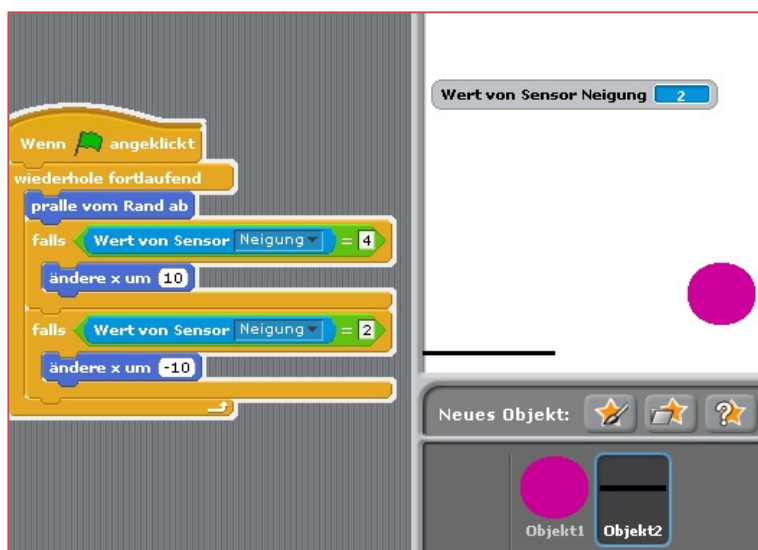 Wenn angeklickt
wiederhole fortlaufend
pralle vom Rand ab
falls Wert von Sensor Neigung = 4
ändere x um 10
falls Wert von Sensor Neigung = 2
ändere x um -10
Wert von Sensor Neigung 2
Neues Objekt:
Objekt1 Objekt2